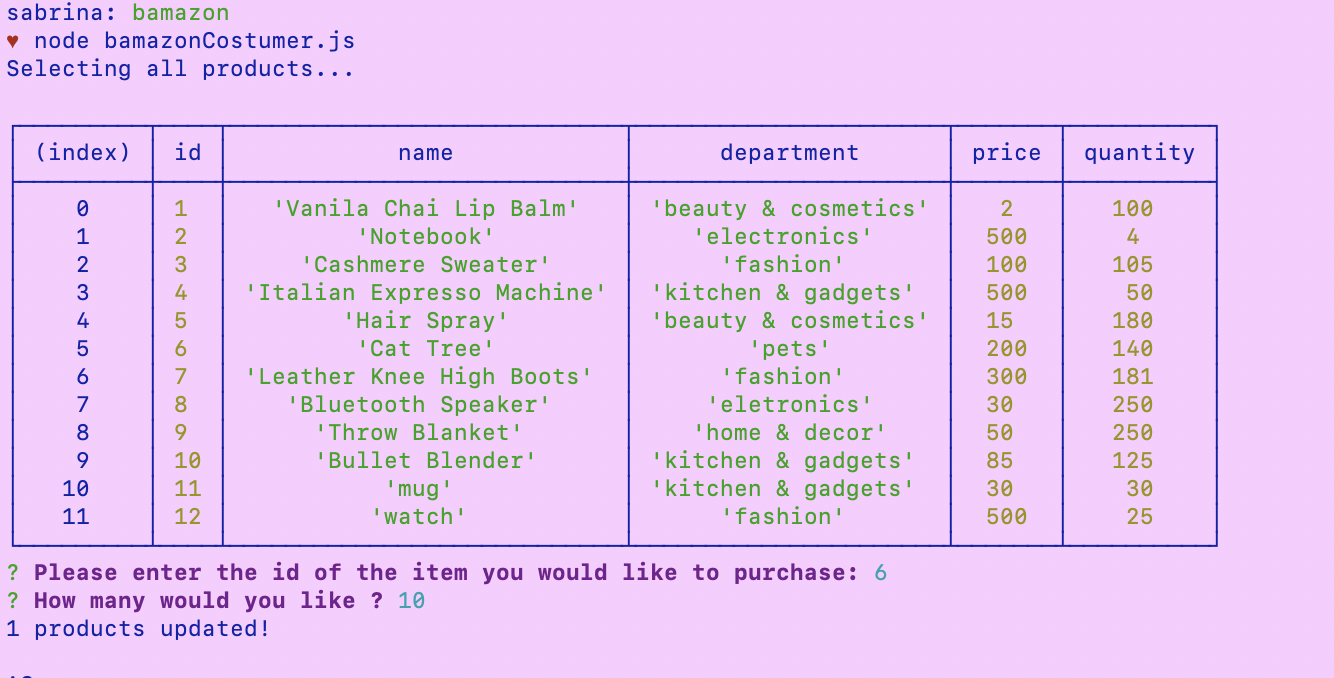 sabrina: bamazon
♥ node bamazonCostumer.js
Selecting all products...
(index) id name department price quantity
0 1 'Vanila Chai Lip Balm' 'beauty & cosmetics' 2 100
1 2 'Notebook' 'electronics' 500 4
2 3 'Cashmere Sweater' 'fashion' 100 105
3 4 'Italian Expresso Machine' 'kitchen & gadgets' 500 50
4 5 'Hair Spray' 'beauty & cosmetics' 15 180
5 6 'Cat Tree' 'pets' 200 140
6 7 'Leather Knee High Boots' 'fashion' 300 181
7 8 'Bluetooth Speaker' 'eletronics' 30 250
8 9 'Throw Blanket' 'home & decor' 50 250
9 10 'Bullet Blender' 'kitchen & gadgets' 85 125
10 11 'mug' 'kitchen & gadgets' 30 30
11 12 'watch' 'fashion' 500 25
? Please enter the id of the item you would like to purchase: 6
? How many would you like ? 10
1 products updated!